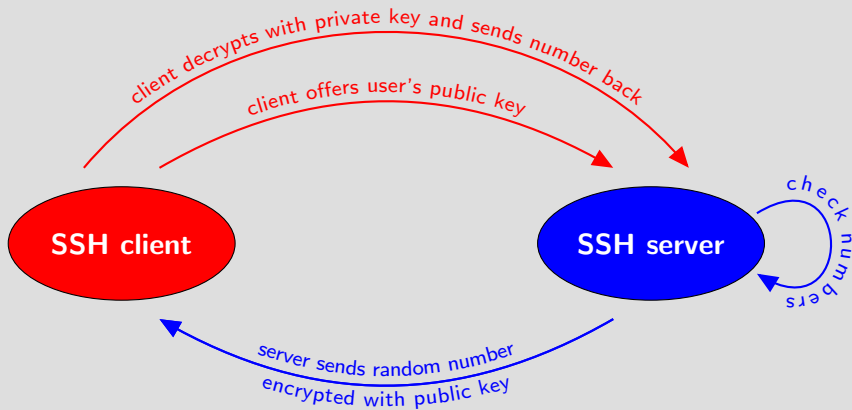 client decrypts with private key and sends number back
client offers user's public key
SSH client
SSH server
check numbers
server sends random number
encrypted with public key